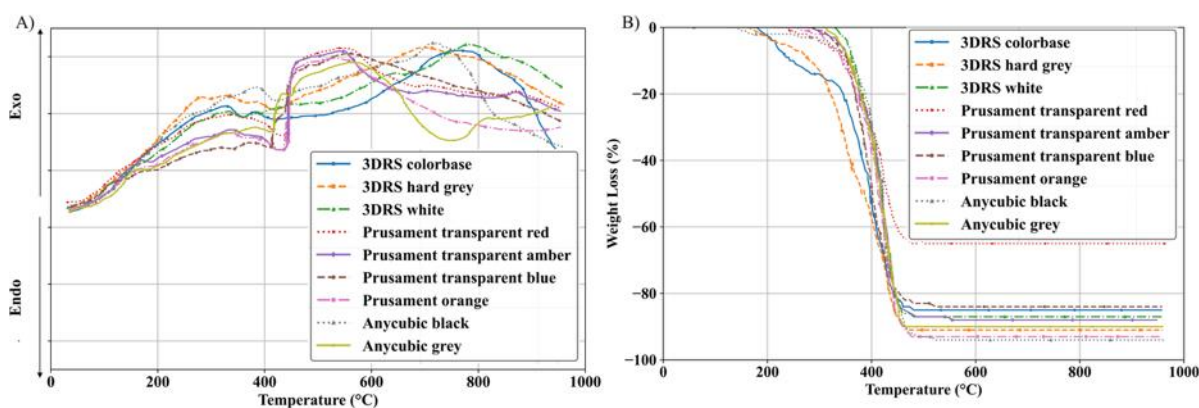 A)
Exo
Endo
3DRS colorbase
3DRS hard grey
3DRS white
Prusament transparent red
Prusament transparent amber
Prusament transparent blue
Prusament orange
Anycubic black
Anycubic grey
0 200 400 600 800 1000
Temperature (°C)
B)
Weight Loss (%)
0
−20
−40
−60
−80
−100
3DRS colorbase
3DRS hard grey
3DRS white
Prusament transparent red
Prusament transparent amber
Prusament transparent blue
Prusament orange
Anycubic black
Anycubic grey
0 200 400 600 800 1000
Temperature (°C)